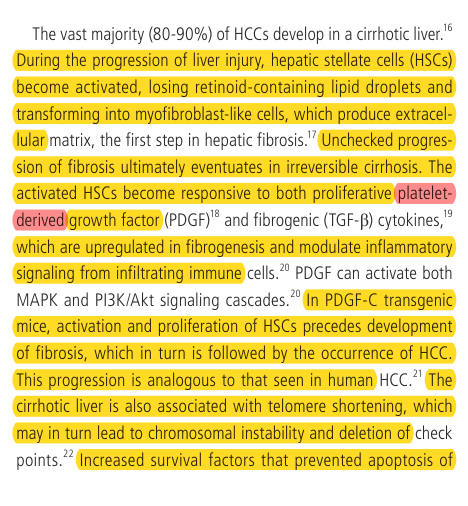 The vast majority (80-90%) of HCCs develop in a cirrhotic liver.16
During the progression of liver injury, hepatic stellate cells (HSCs)
become activated, losing retinoid-containing lipid droplets and
transforming into myofibroblast-like cells, which produce extracel-
lular matrix, the first step in hepatic fibrosis.17 Unchecked progres-
sion of fibrosis ultimately eventuates in irreversible cirrhosis. The
activated HSCs become responsive to both proliferative platelet-
derived growth factor (PDGF)18 and fibrogenic (TGF-β) cytokines,19
which are upregulated in fibrogenesis and modulate inflammatory
signaling from infiltrating immune cells.20 PDGF can activate both
MAPK and PI3K/Akt signaling cascades.20 In PDGF-C transgenic
mice, activation and proliferation of HSCs precedes development
of fibrosis, which in turn is followed by the occurrence of HCC.
This progression is analogous to that seen in human HCC.21 The
cirrhotic liver is also associated with telomere shortening, which
may in turn lead to chromosomal instability and deletion of check
points.22 Increased survival factors that prevented apoptosis of